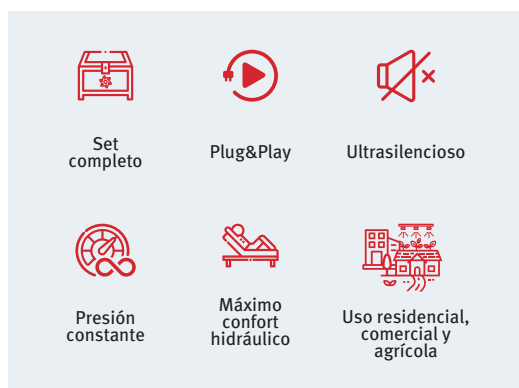 Set
completo
Plug&Play
Ultrasilencioso
Presión
constante
Máximo
confort
hidráulico
Uso residencial,
comercial y
agrícola